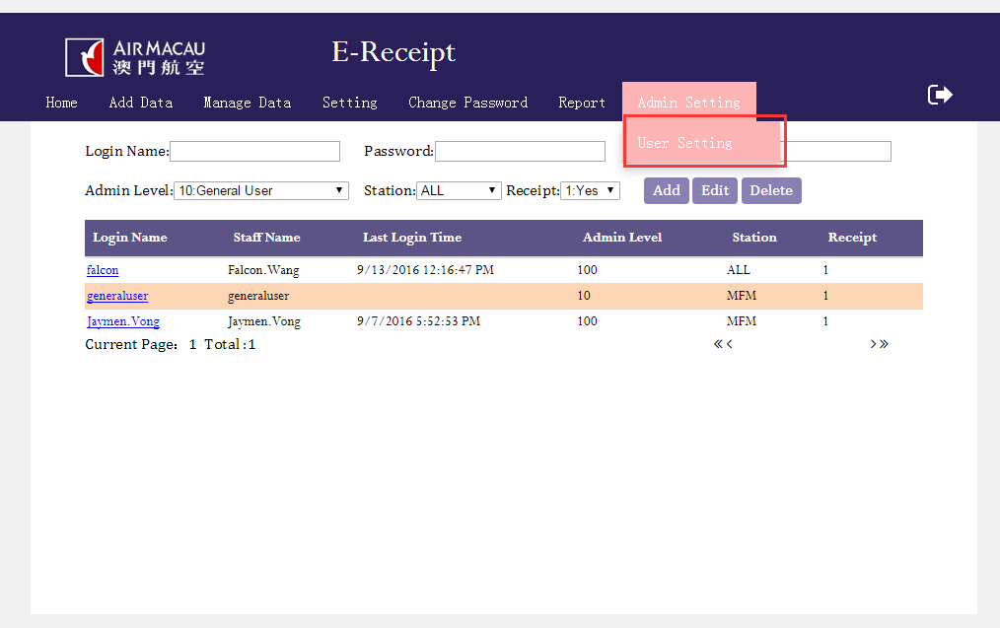 AIR MACAU
澳門航空
E-Receipt
Home Add Data Manage Data Setting Change Password Report Admin Setting
User Setting
Login Name: Password:
Admin Level: 10:General User Station: ALL Receipt: 1:Yes Add Edit Delete
Login Name Staff Name Last Login Time Admin Level Station Receipt
falcon Falcon.Wang 9/13/2016 12:16:47 PM 100 ALL 1
generaluser generaluser 10 MFM 1
Jaymen.Vong Jaymen.Vong 9/7/2016 5:52:53 PM 100 MFM 1
Current Page: 1 Total:1 « < > »